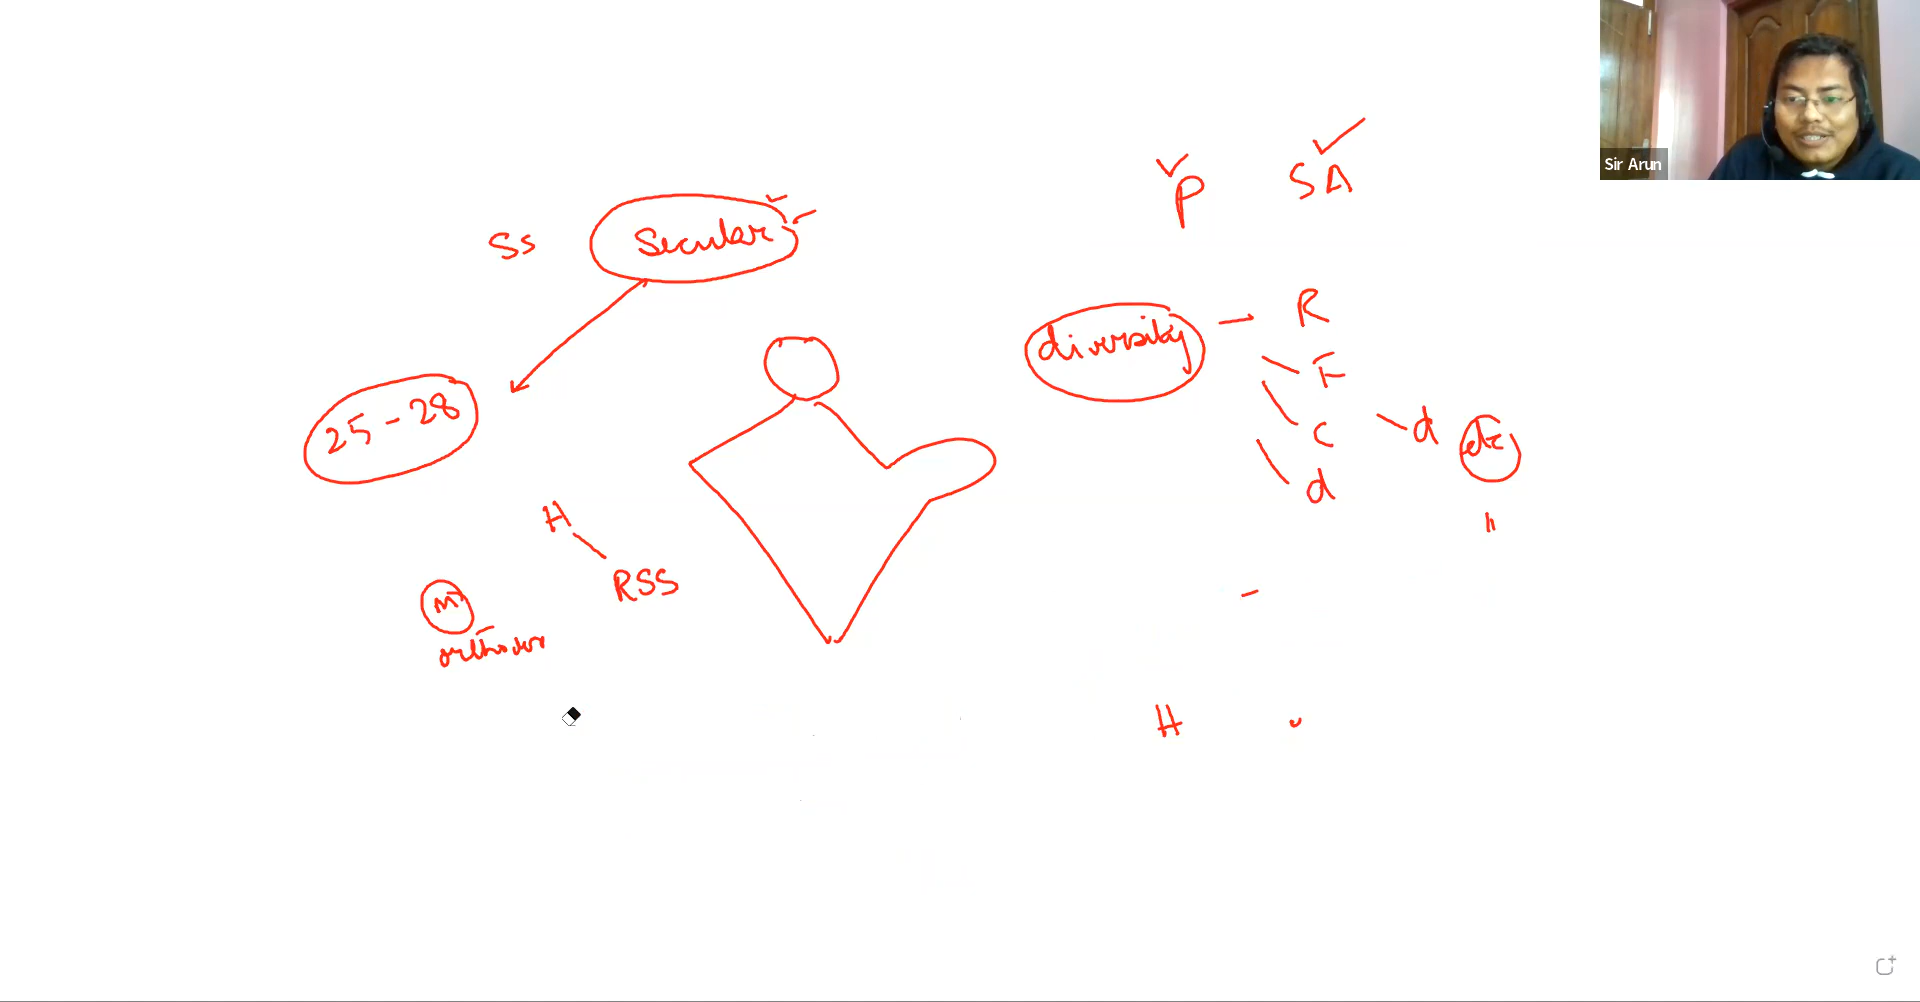 Sir Arun
P SA
Ss Secular
diversity R
F
C d etc
d
25-28
H
RSS
M
orthodox
H